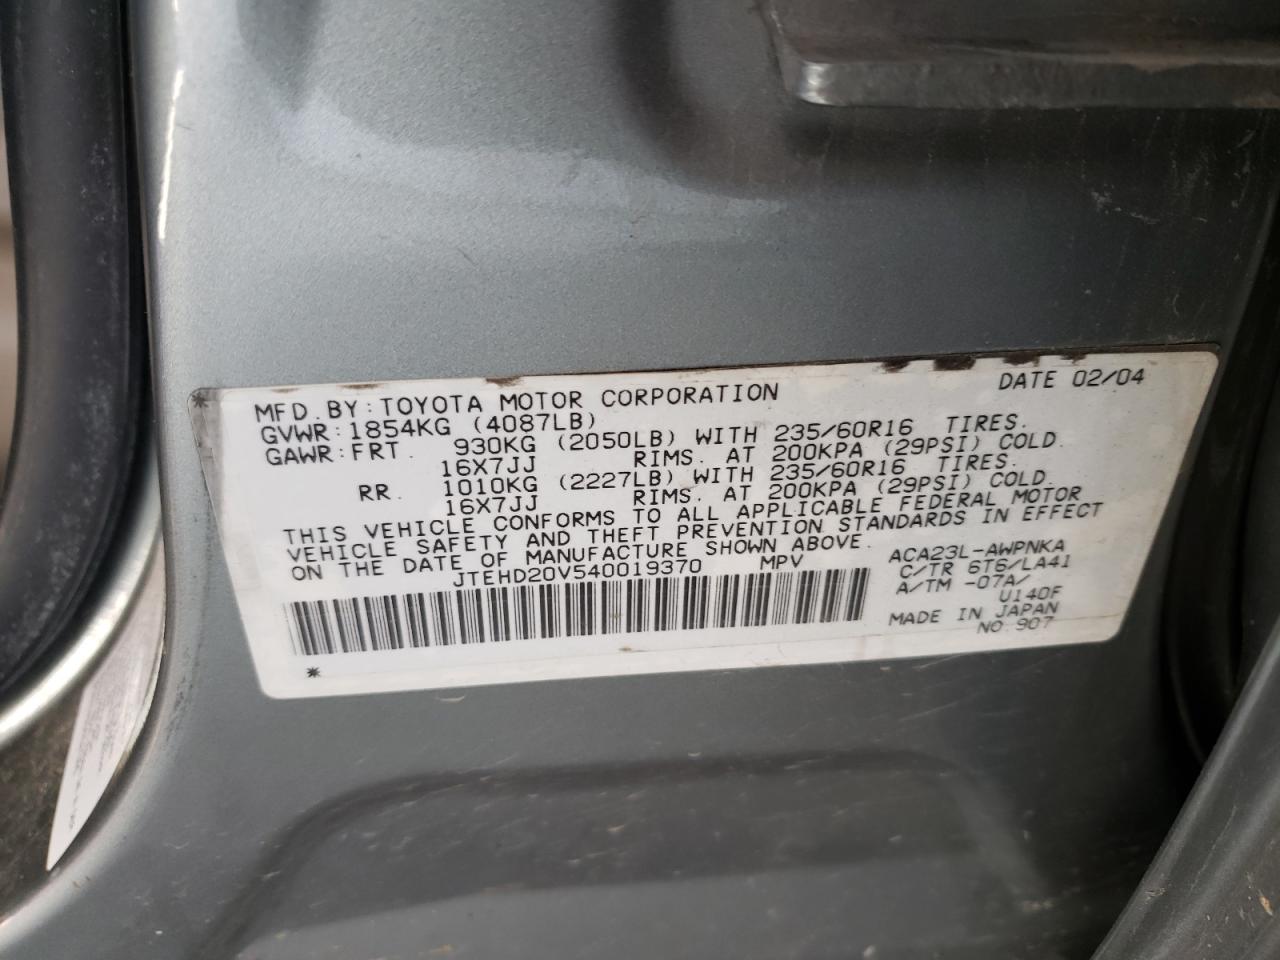 DATE 02/04
MFD. BY: TOYOTA MOTOR CORPORATION
GVWR: 1854KG (4087LB)
GAWR: FRT. 930KG (2050LB) WITH 235/60R16 TIRES.
16X7JJ RIMS. AT 200KPA (29PSI) COLD.
RR. 1010KG (2227LB) WITH 235/60R16 TIRES.
16X7JJ RIMS. AT 200KPA (29PSI) COLD.
THIS VEHICLE CONFORMS TO ALL APPLICABLE FEDERAL MOTOR
VEHICLE SAFETY AND THEFT PREVENTION STANDARDS IN EFFECT
ON THE DATE OF MANUFACTURE SHOWN ABOVE.
JTEHD20V540019370 MPV
ACA23L-AWPNKA
C/TR 6T6/LA41
A/TM -07A/
U140F
MADE IN JAPAN
NO.907